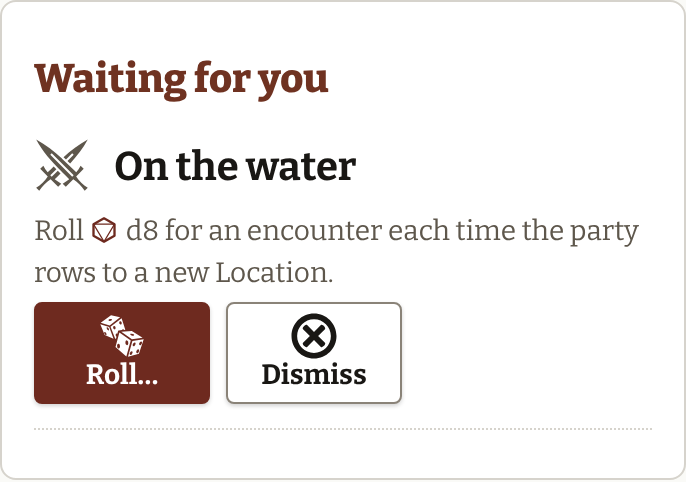 Waiting for you
On the water
Roll d8 for an encounter each time the party
rows to a new Location.
Roll...
Dismiss